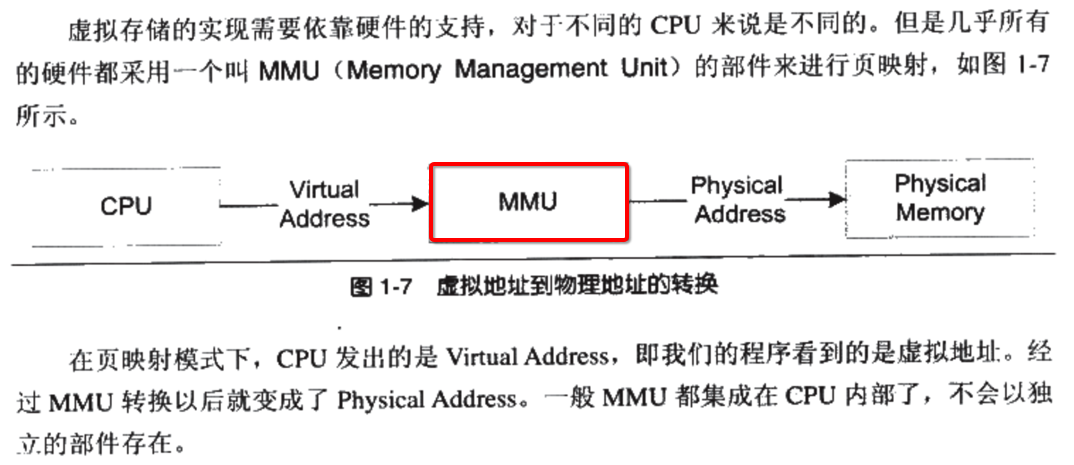 虚拟存储的实现需要依靠硬件的支持，对于不同的 CPU 来说是不同的。但是几乎所有
的硬件都采用一个叫 MMU（Memory Management Unit）的部件来进行页映射，如图 1-7
所示。
CPU
Virtual
Address
MMU
Physical
Address
Physical
Memory
图 1-7 虚拟地址到物理地址的转换
在页映射模式下，CPU 发出的是 Virtual Address，即我们的程序看到的是虚拟地址。经
过 MMU 转换以后就变成了 Physical Address。一般 MMU 都集成在 CPU 内部了，不会以独
立的部件存在。